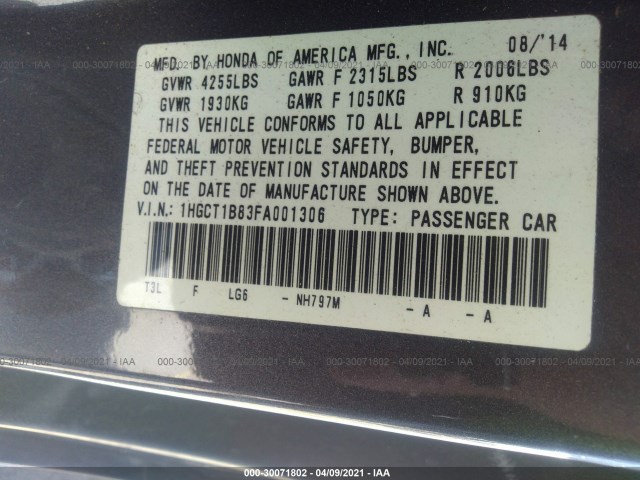 MFD. BY HONDA OF AMERICA MFG., INC. 08/'14
GVWR 4255LBS GAWR F 2315LBS R 2006LBS
GVWR 1930KG GAWR F 1050KG R 910KG
THIS VEHICLE CONFORMS TO ALL APPLICABLE
FEDERAL MOTOR VEHICLE SAFETY, BUMPER,
AND THEFT PREVENTION STANDARDS IN EFFECT
ON THE DATE OF MANUFACTURE SHOWN ABOVE.
V.I.N.: 1HGCT1B83FA001306 TYPE: PASSENGER CAR
T3L F LG6 - NH797M - A - A
000-30071802 - 04/09/2021 - IAA